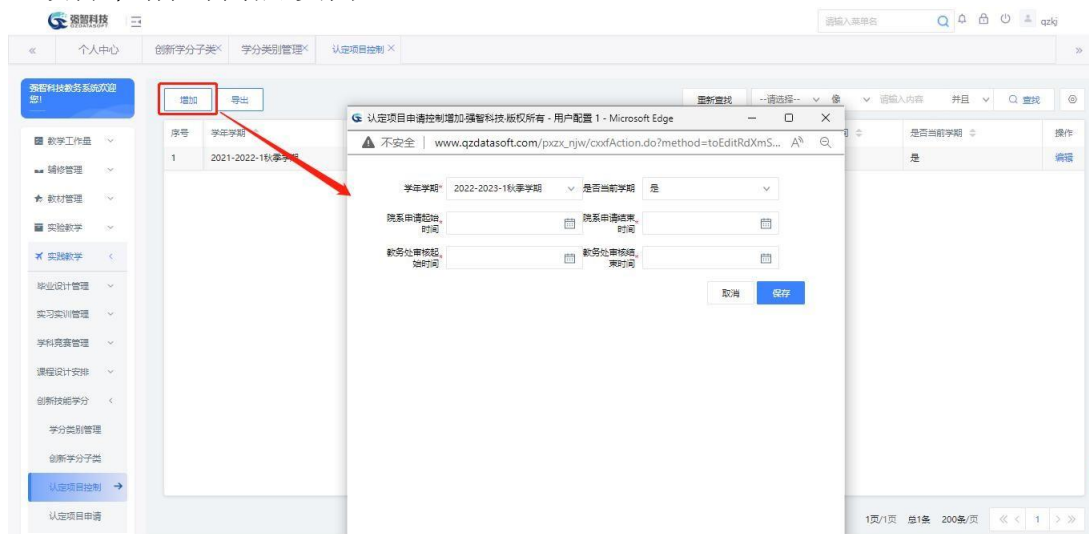 强智科技
请输入菜单名
qzkj
个人中心
创新学分子类×
学分类别管理×
认定项目控制 ×
强智科技教务系统欢迎您!
增加
导出
重新查找
--请选择--
像
请输入内容
并且
查找
序号
学年学期
是否当前学期
操作
1
2021-2022-1秋季学期
是
编辑
教学工作量
辅修管理
教材管理
实验教学
实践教学
毕业设计管理
实习实训管理
学科竞赛管理
课程设计安排
创新技能学分
学分类别管理
创新学分子类
认定项目控制
认定项目申请
认定项目申请控制增加-强智科技-版权所有 - 用户配置 1 - Microsoft Edge
不安全 | www.qzdatasoft.com/pxzx_njw/cxxfAction.do?method=toEditRdXmS...
学年学期* 2022-2023-1秋季学期
是否当前学期 是
院系申请起始时间*
院系申请结束时间*
教务处审核起始时间*
教务处审核结束时间*
取消
保存
1页/1页 总1条 200条/页
1